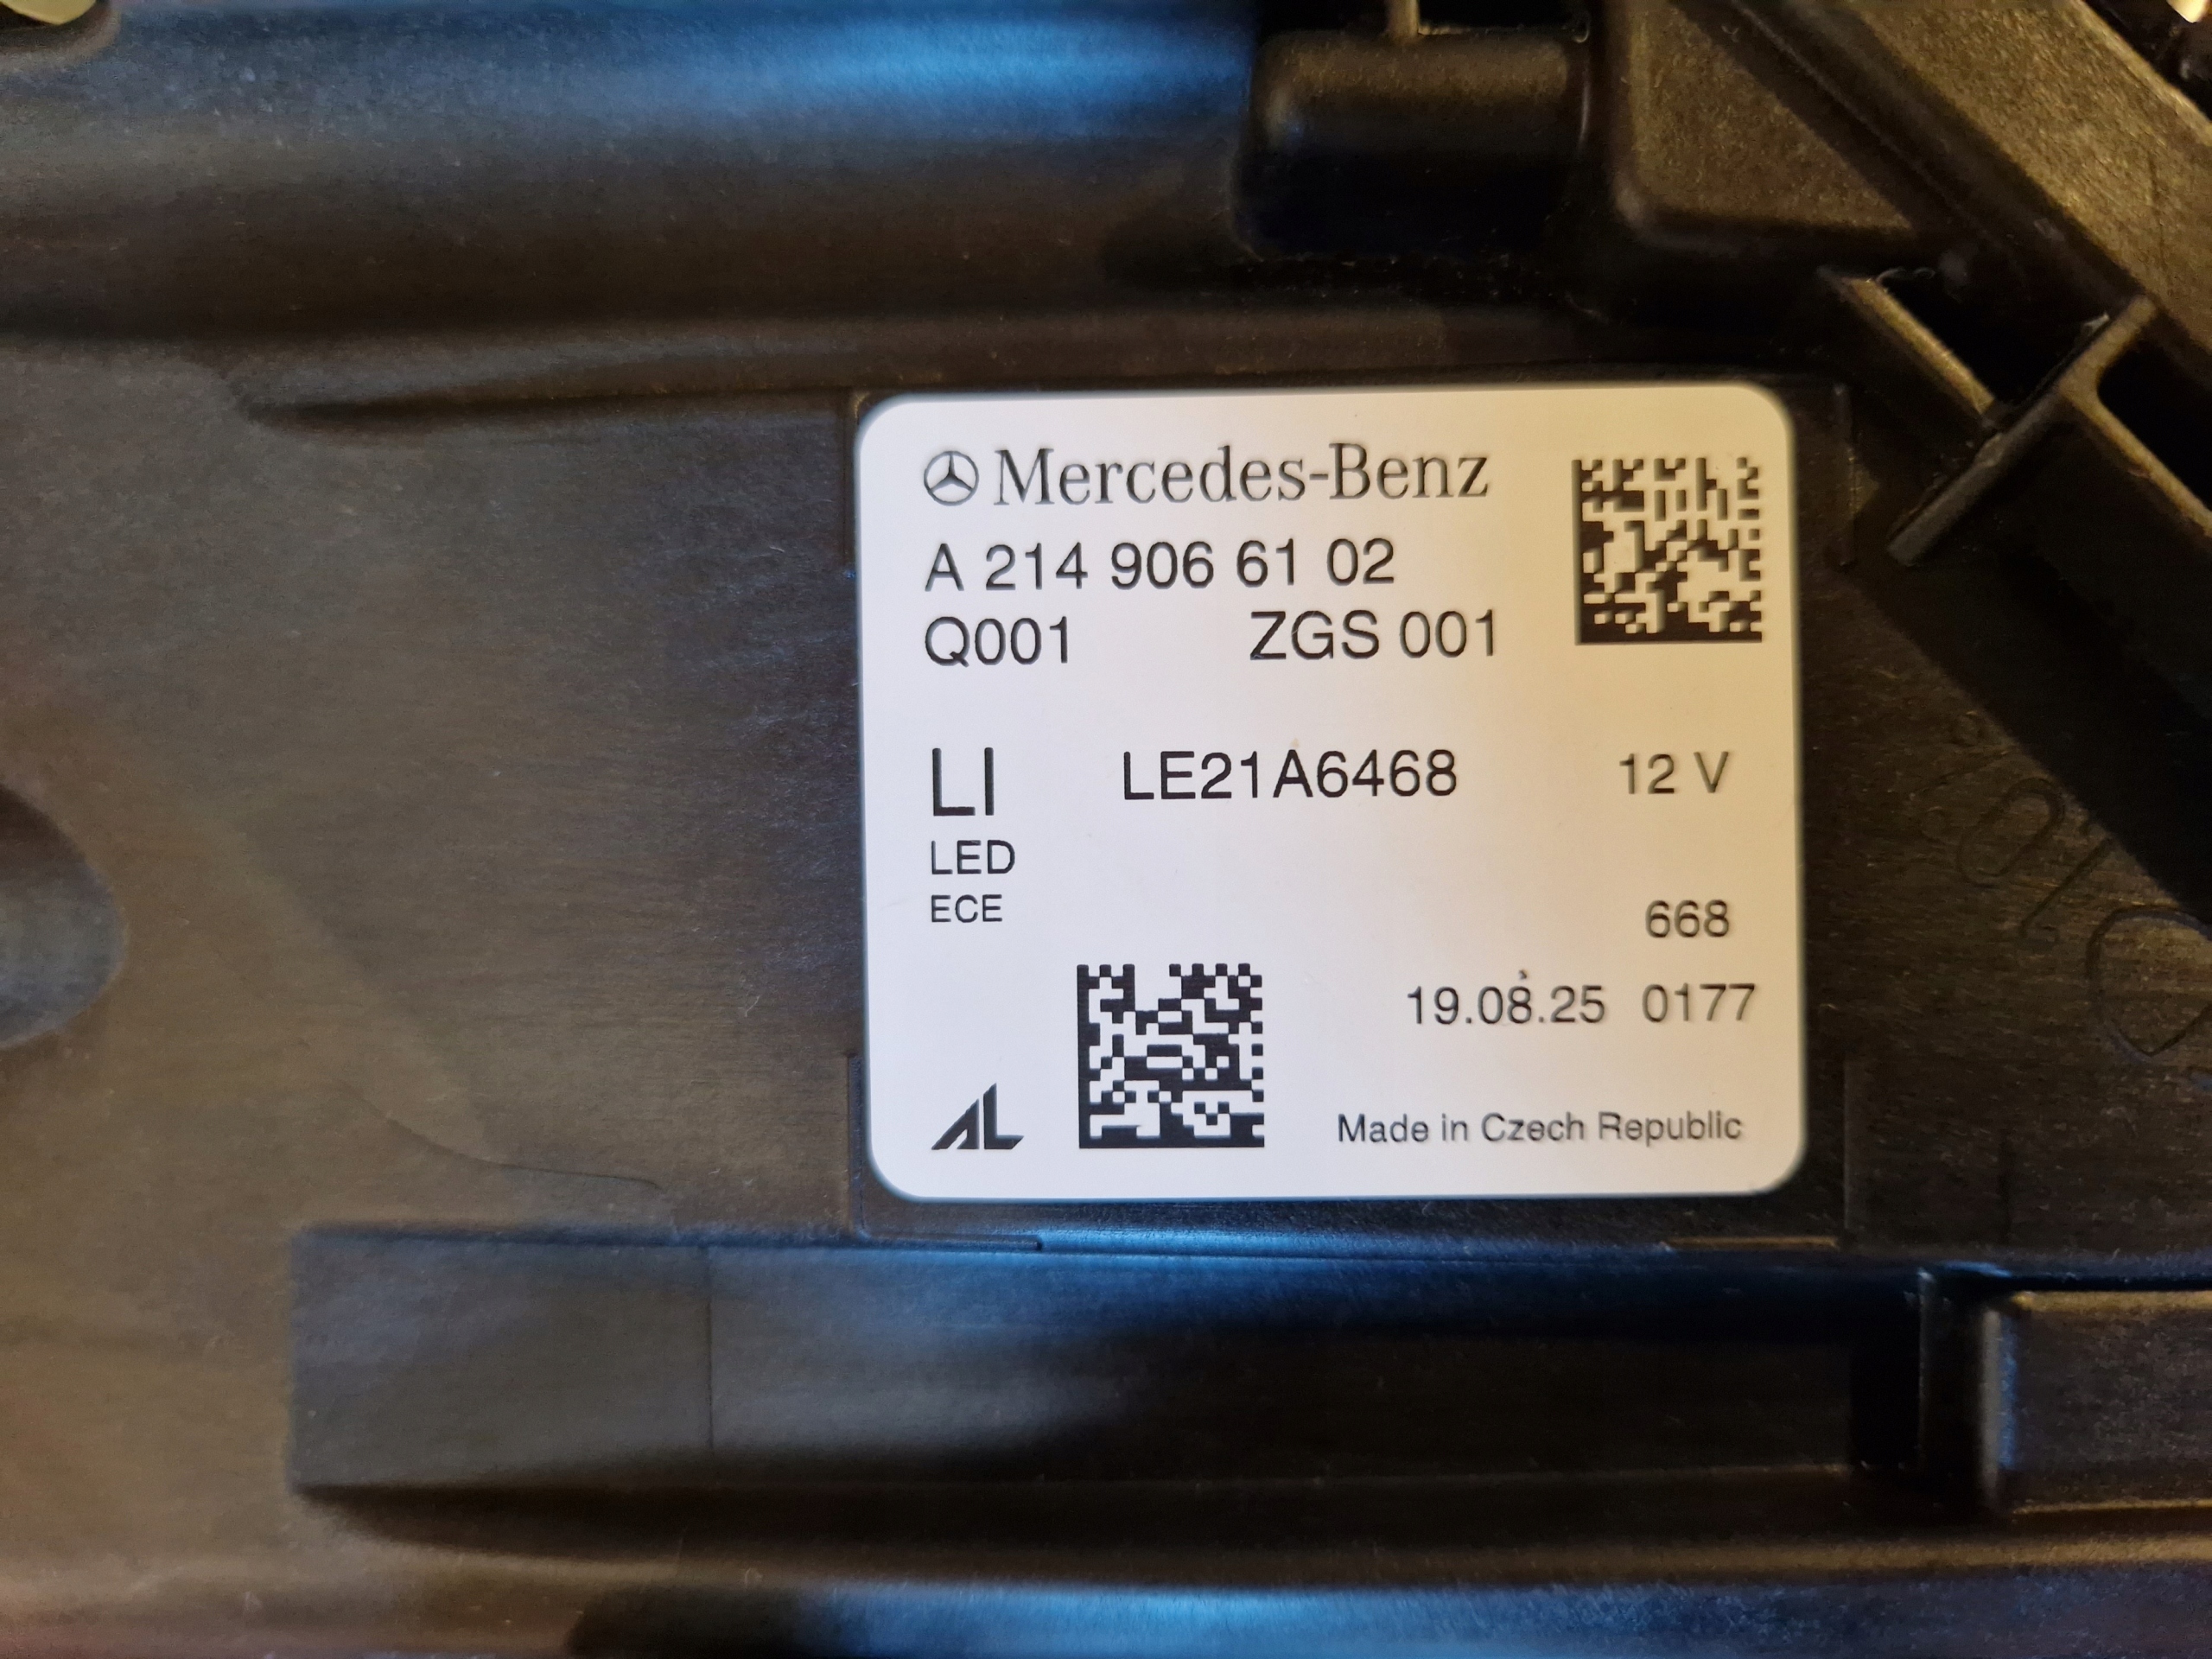 Mercedes-Benz
A 214 906 61 02
Q001 ZGS 001
LI LE21A6468 12 V
LED
ECE
668
19.08.25 0177
AL
Made in Czech Republic